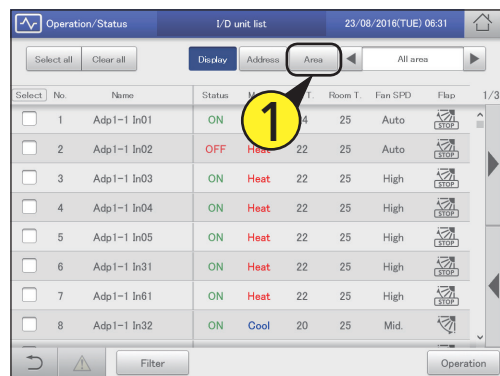 Operation/Status I/D unit list 23/08/2016(TUE) 06:31
Select all Clear all Display Address Area All area
Select No. Name Status M T. Room T. Fan SPD Flap 1/3
1 Adp1-1 In01 ON 4 25 Auto STOP
2 Adp1-1 In02 OFF Heat 22 25 Auto STOP
3 Adp1-1 In03 ON Heat 22 25 High STOP
4 Adp1-1 In04 ON Heat 22 25 High STOP
5 Adp1-1 In05 ON Heat 22 25 High STOP
6 Adp1-1 In31 ON Heat 22 25 High STOP
7 Adp1-1 In61 ON Heat 22 25 High STOP
8 Adp1-1 In32 ON Cool 20 25 Mid.
Filter Operation
1